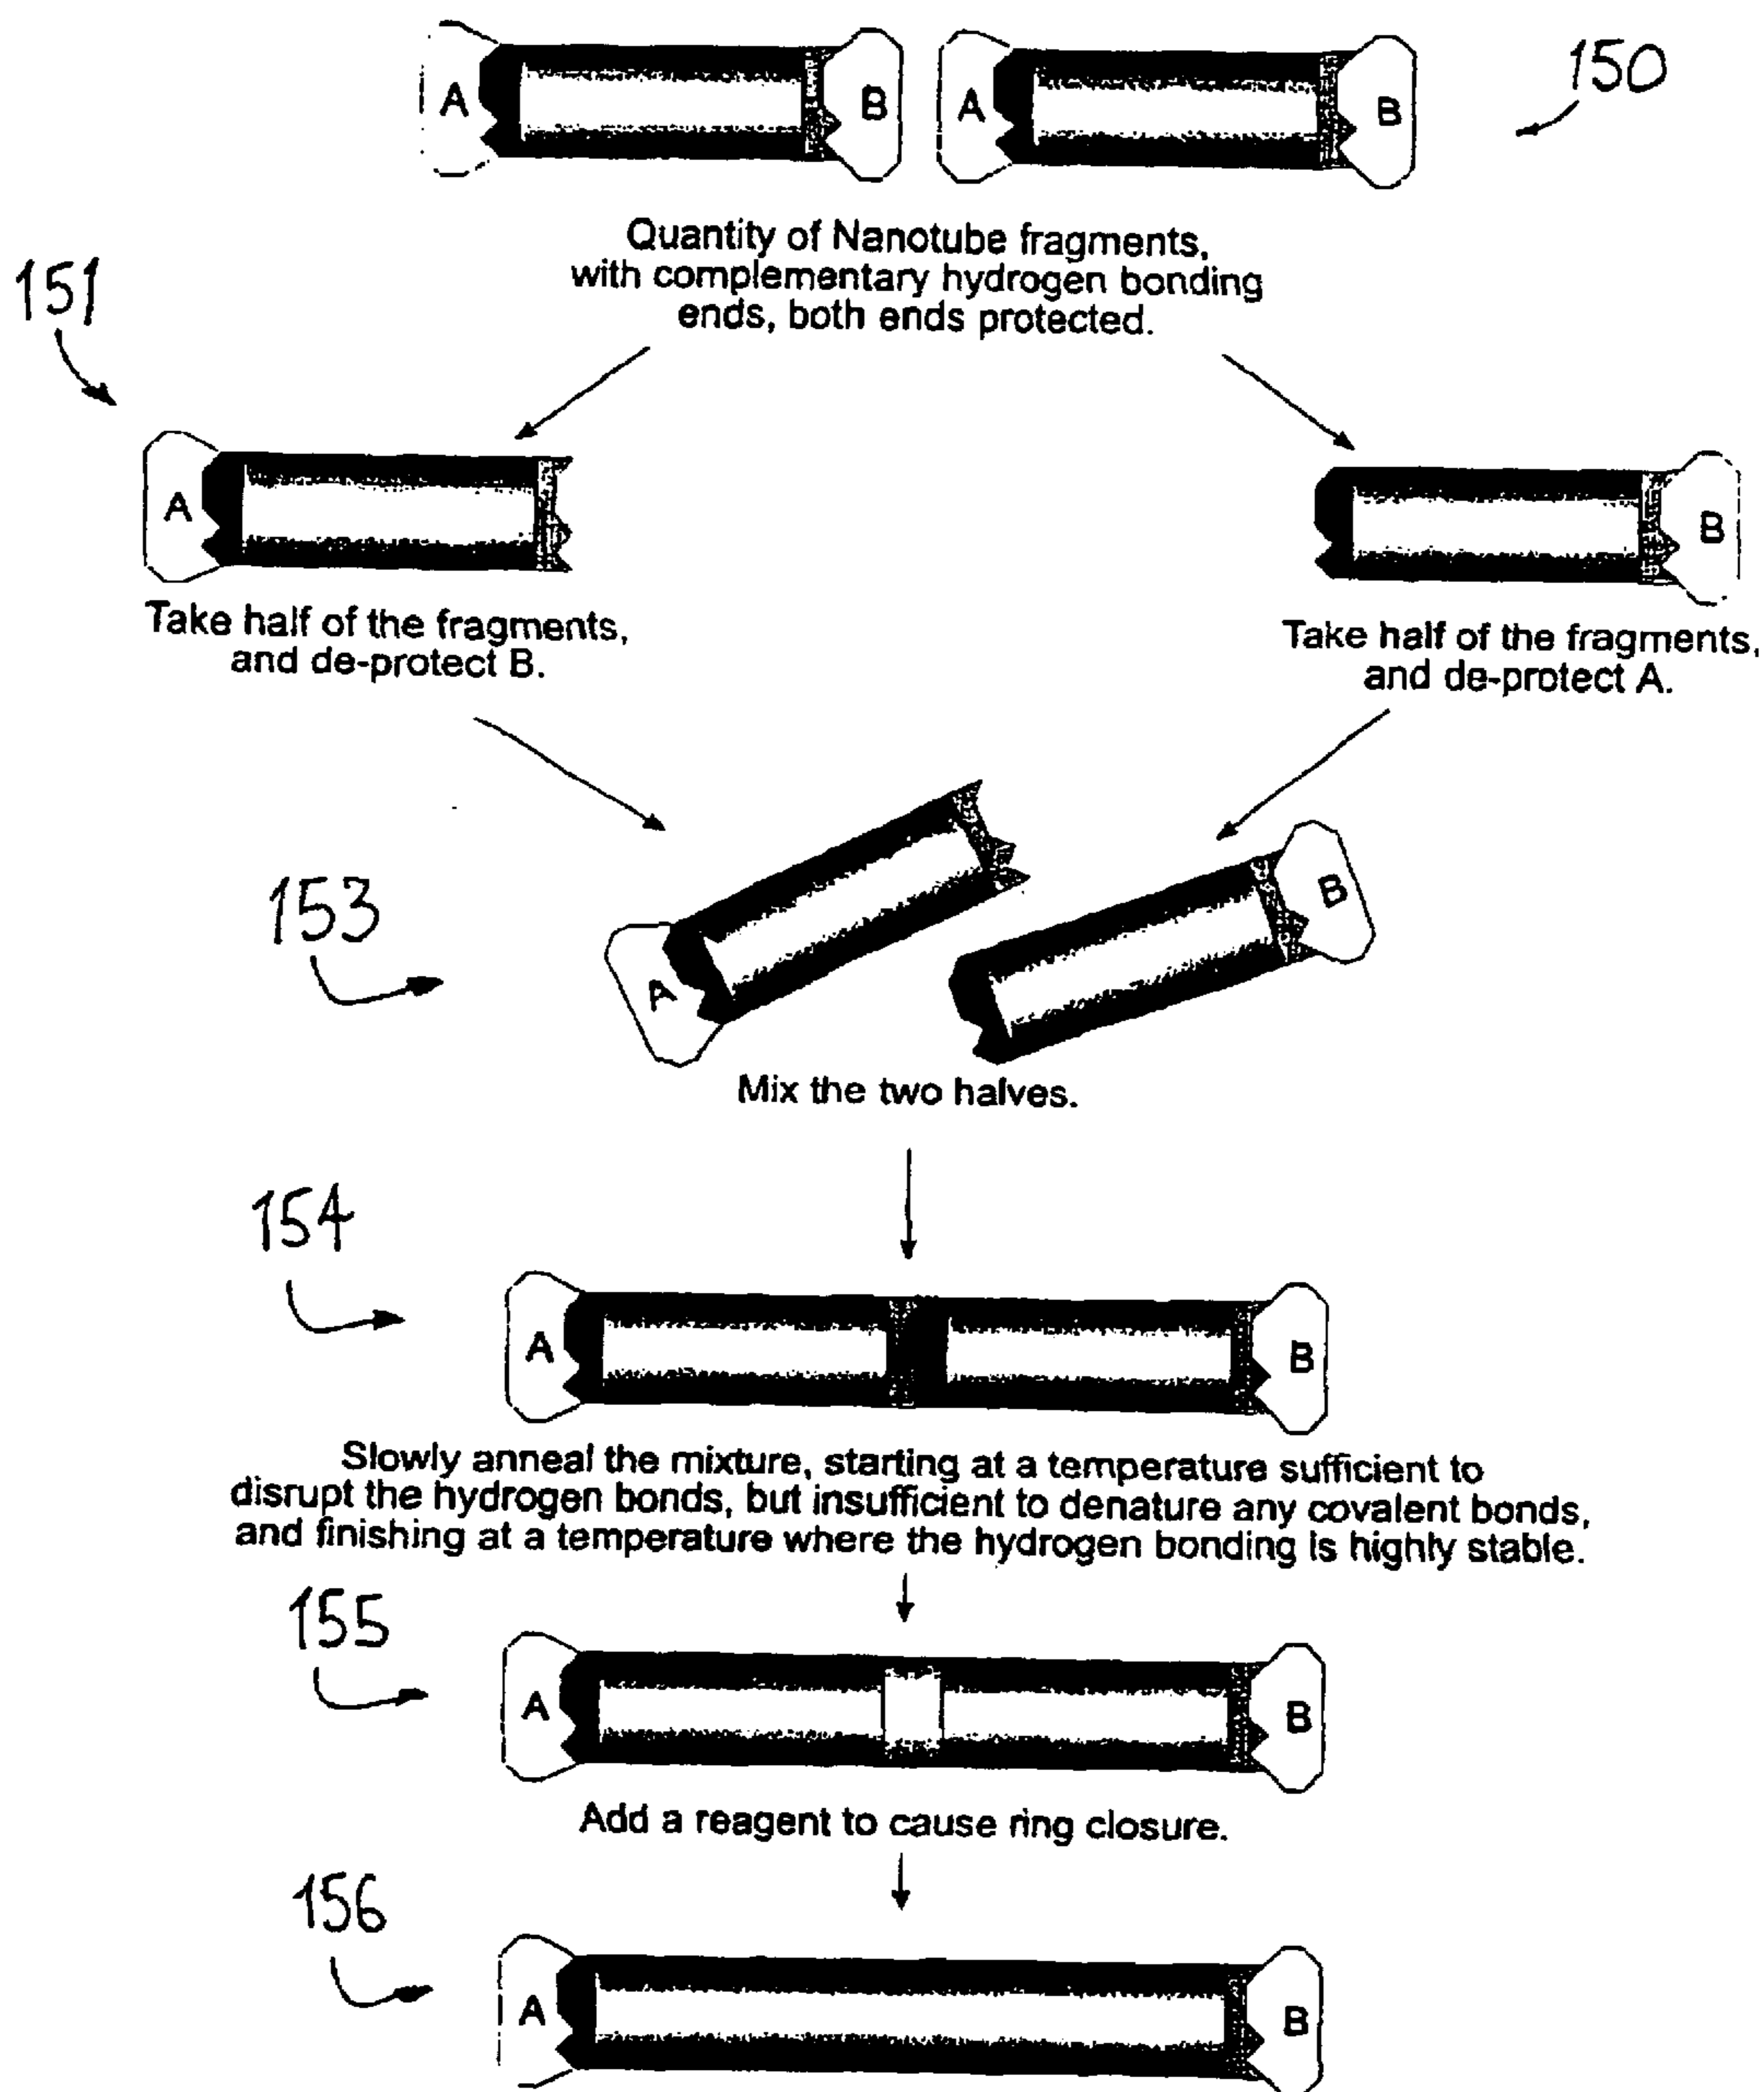 A B A B
150
Quantity of Nanotube fragments,
with complementary hydrogen bonding
ends, both ends protected.
151
A
B
Take half of the fragments,
and de-protect B.
Take half of the fragments,
and de-protect A.
153
A
B
Mix the two halves.
154
A B
Slowly anneal the mixture, starting at a temperature sufficient to
disrupt the hydrogen bonds, but insufficient to denature any covalent bonds,
and finishing at a temperature where the hydrogen bonding is highly stable.
155
A B
Add a reagent to cause ring closure.
156
A B